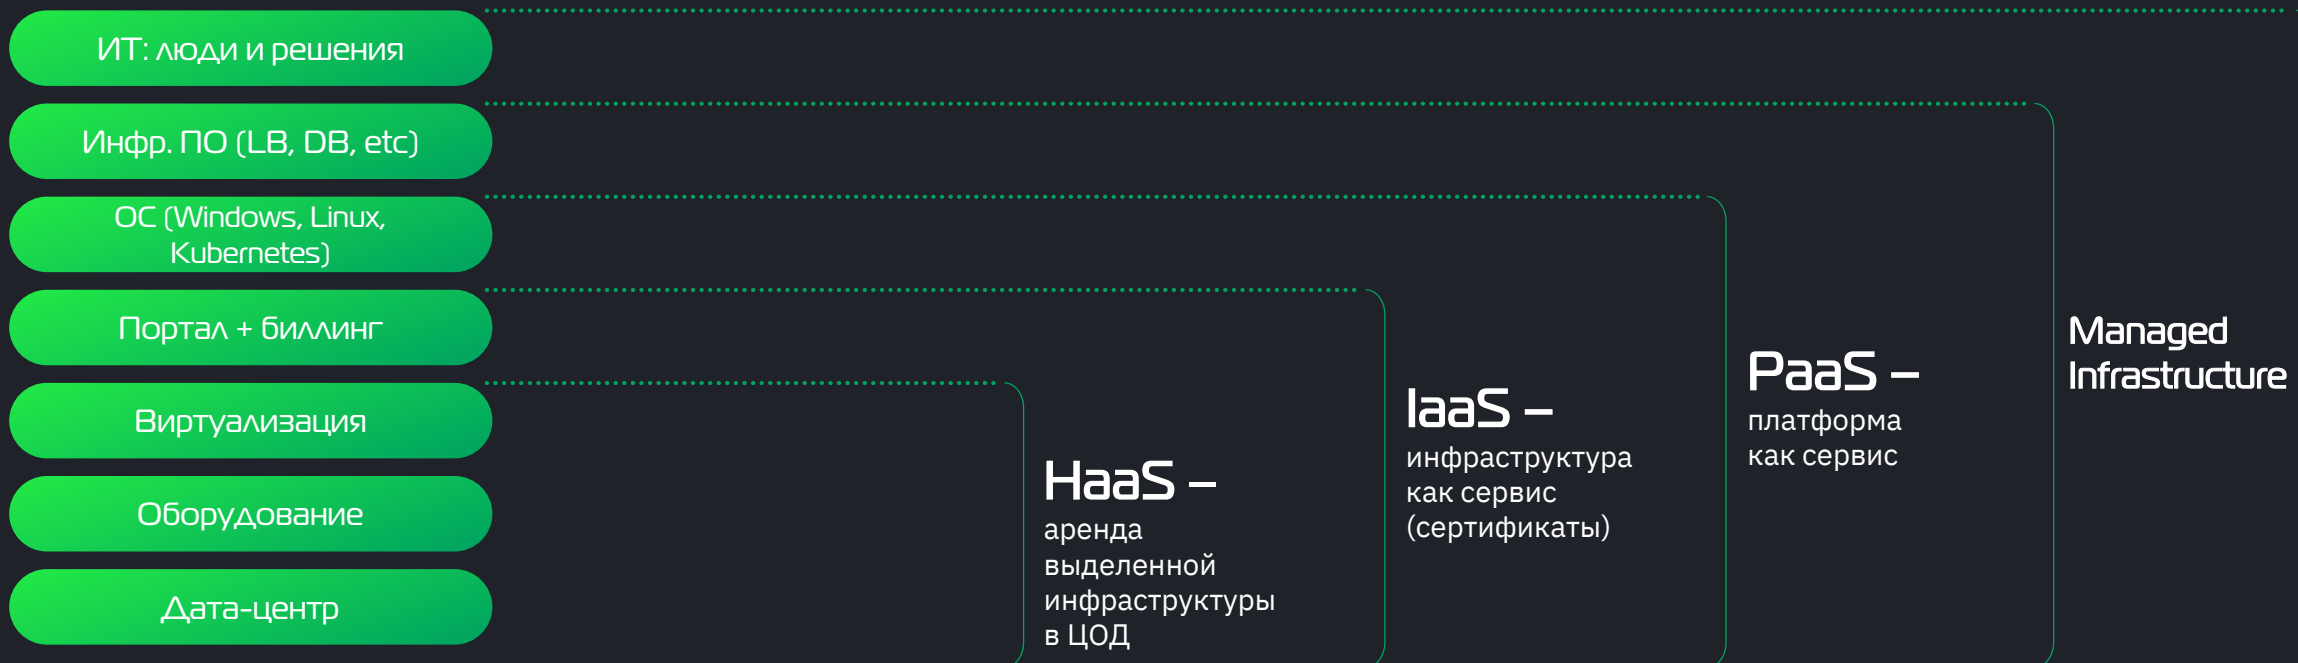 ИТ: люди и решения
Инфр. ПО (LB, DB, etc)
ОС (Windows, Linux,
Kubernetes)
Портал + биллинг
Виртуализация
Оборудование
Дата-центр
HaaS –
аренда
выделенной
инфраструктуры
в ЦОД
IaaS –
инфраструктура
как сервис
(сертификаты)
PaaS –
платформа
как сервис
Managed
Infrastructure